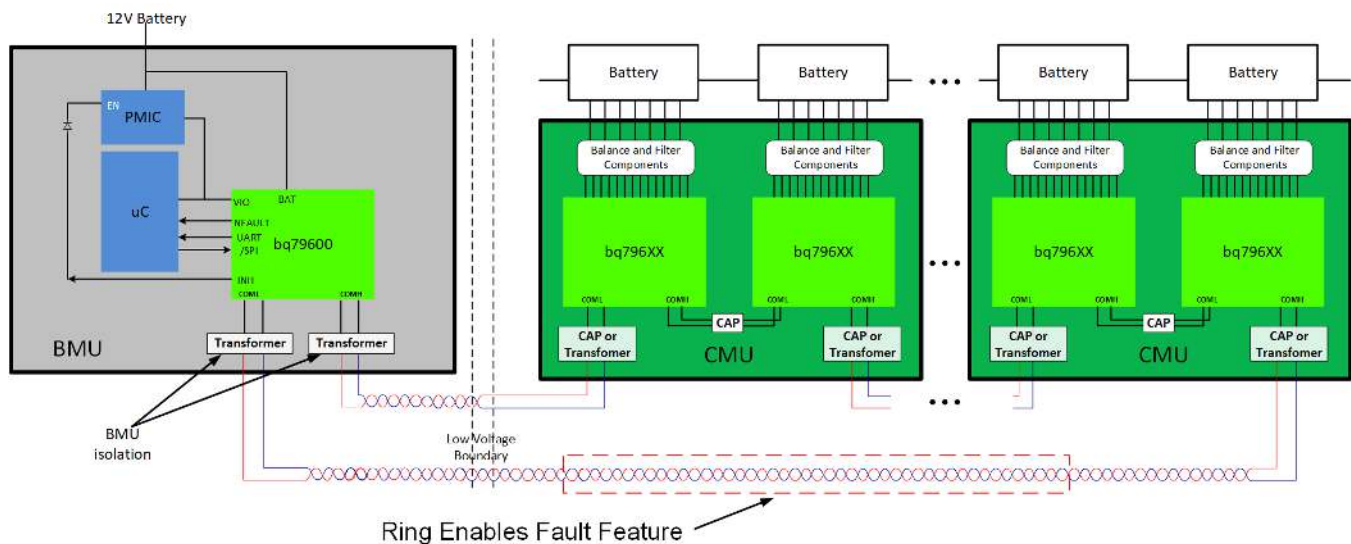 12V Battery
EN
PMIC
uC
VIO
BAT
NFAULT
UART
/SPI
bq79600
INH
COML
COMH
Transformer
Transformer
BMU
BMU
isolation
Low Voltage
Boundary
Battery
Battery
•••
Battery
Battery
Balance and Filter
Components
Balance and Filter
Components
Balance and Filter
Components
Balance and Filter
Components
bq796XX
bq796XX
•••
bq796XX
bq796XX
COML
COMH
COML
COMH
COML
COMH
COML
COMH
CAP
CAP
CAP or
Transfomer
CAP or
Transfomer
CAP or
Transfomer
CAP or
Transfomer
CMU
CMU
•••
Ring Enables Fault Feature